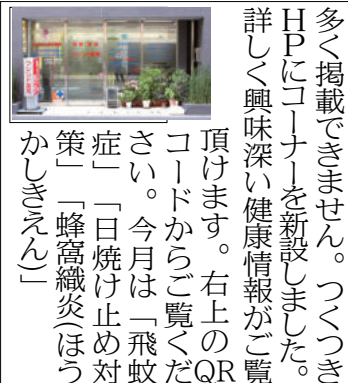 多く掲載できません。つくつき
HPにコーナーを新設しました。
詳しく興味深い健康情報がご覧
頂けます。右上のQR
コードからご覧くだ
さい。今月は「飛蚊
症」「日焼け止め対
策」「蜂窩織炎(ほう
かしきえん)」